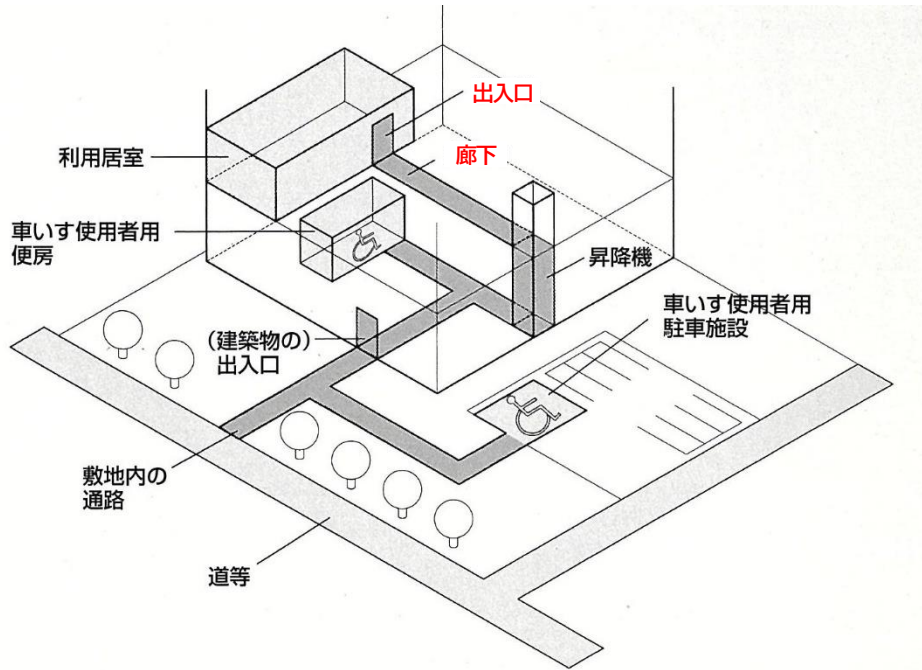 出入口
廊下
利用居室
車いす使用者用
便房
昇降機
車いす使用者用
駐車施設
(建築物の)
出入口
敷地内の
通路
道等